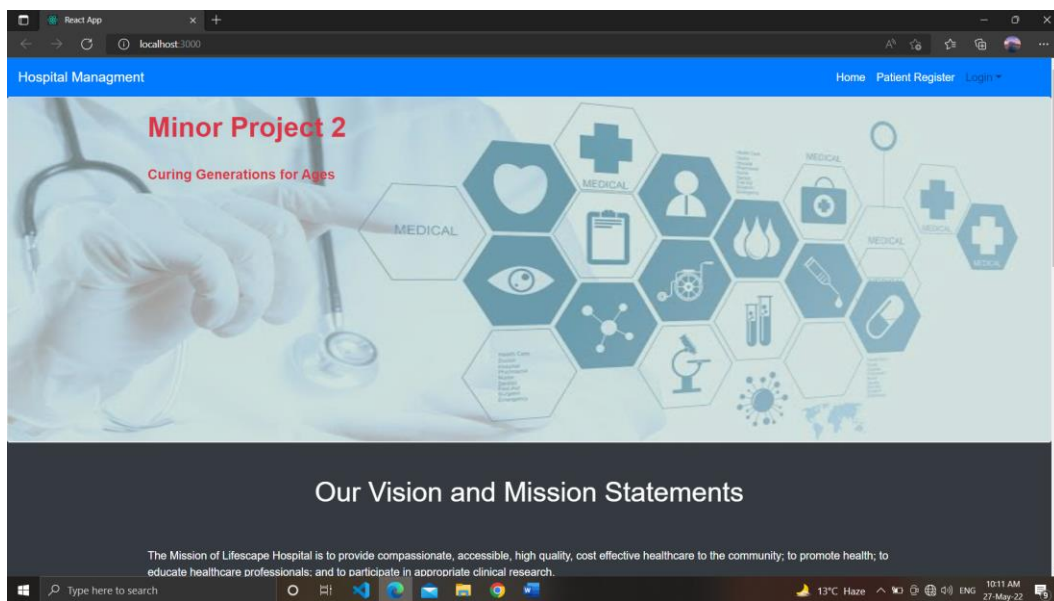 React App
localhost:3000
Hospital Managment
Home Patient Register Login
Minor Project 2
Curing Generations for Ages
MEDICAL
MEDICAL
MEDICAL
MEDICAL
MEDICAL
MEDICAL
Our Vision and Mission Statements
The Mission of Lifescape Hospital is to provide compassionate, accessible, high quality, cost effective healthcare to the community; to promote health; to
educate healthcare professionals; and to participate in appropriate clinical research.
Type here to search
13°C Haze
ENG
10:11 AM
27-May-22